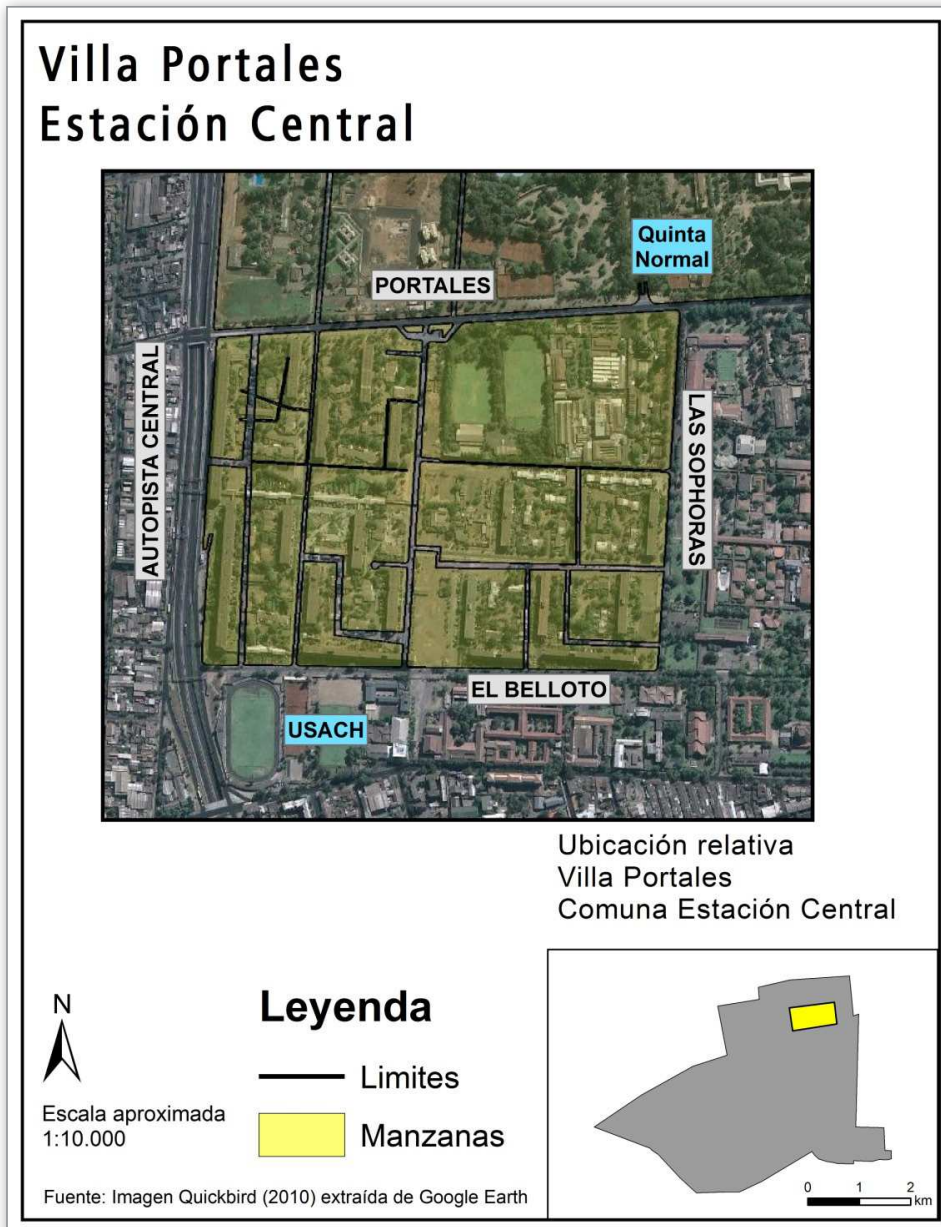 Villa Portales
Estación Central
Quinta
Normal
PORTALES
AUTOPISTA CENTRAL
LAS SOPHORAS
EL BELLOTO
USACH
Ubicación relativa
Villa Portales
Comuna Estación Central
N
Leyenda
Limites
Escala aproximada
1:10.000
Manzanas
Fuente: Imagen Quickbird (2010) extraída de Google Earth
0 1 2
km